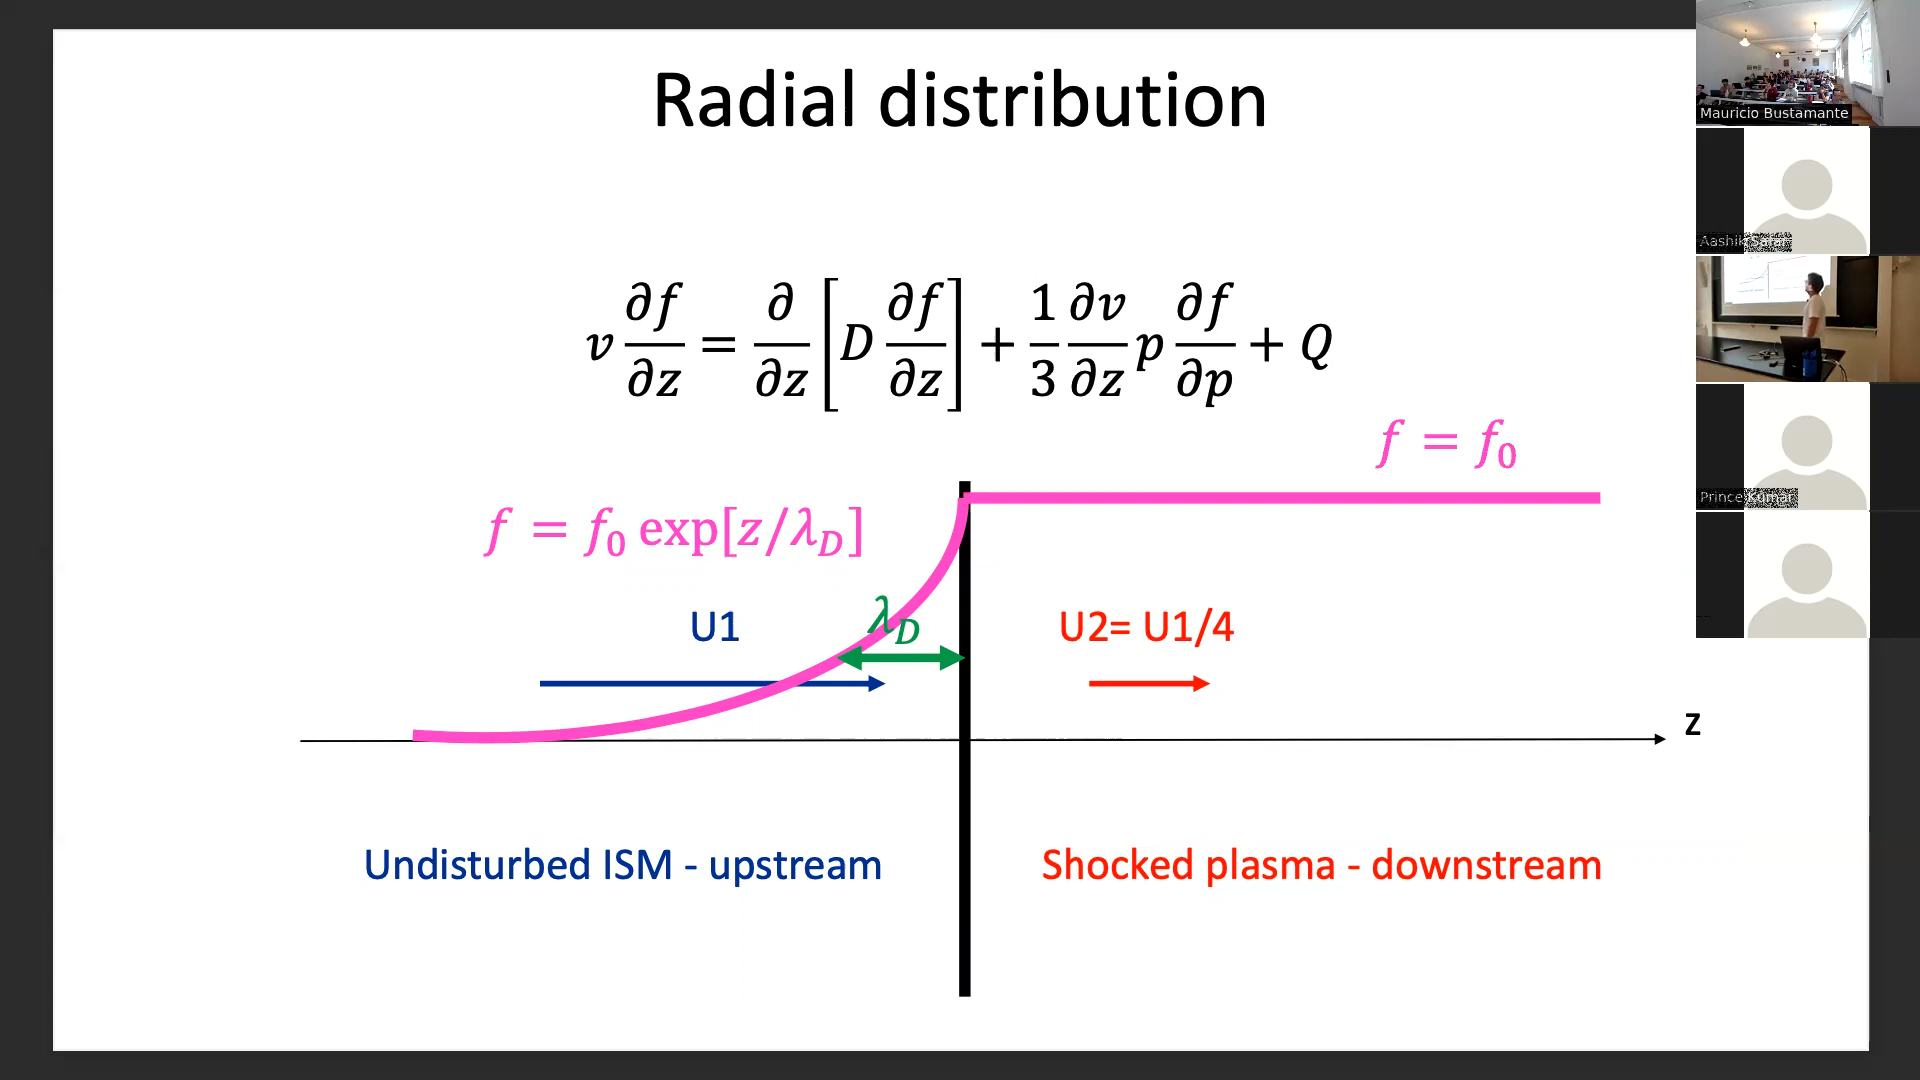 Radial distribution
v ∂f/∂z = ∂/∂z [D ∂f/∂z] + 1/3 ∂v/∂z p ∂f/∂p + Q
f = f₀
f = f₀ exp[z/λ_D]
λ_D
U1
U2= U1/4
z
Undisturbed ISM - upstream
Shocked plasma - downstream
Mauricio Bustamante
Aashik
Prince Kumar